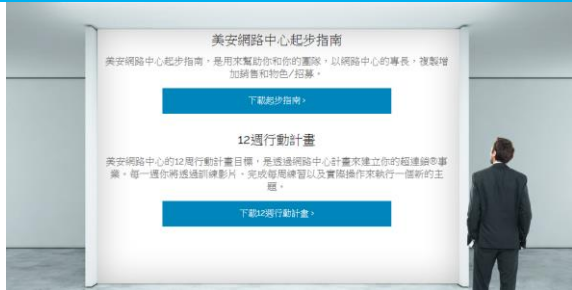 美安網路中心起步指南
美安網路中心起步指南，是用來幫助你和你的團隊，以網路中心的專長，複製增
加銷售和物色/招募。
下載起步指南 ›
12週行動計畫
美安網路中心的12周行動計畫目標，是透過網路中心計畫來建立你的超連鎖®事
業。每一週你將透過訓練影片、完成每周練習以及實際操作來執行一個新的主
題。
下載12週行動計畫 ›